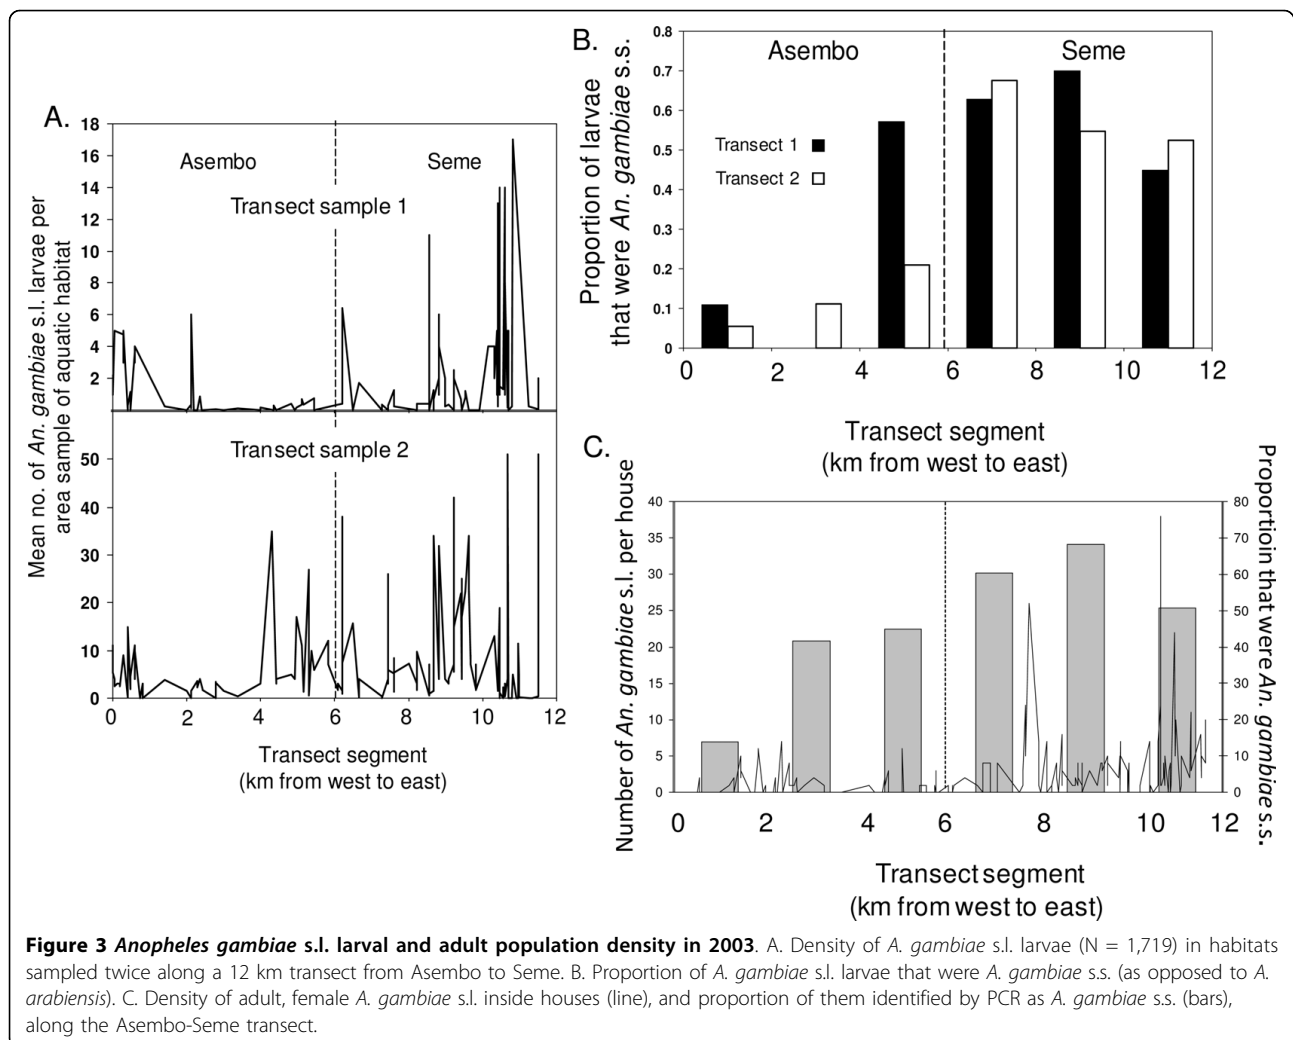 A.
Mean no. of An. gambiae s.l. larvae per
area sample of aquatic habitat
18
16
14
12
10
8
6
4
2
Asembo
Seme
Transect sample 1
Transect sample 2
50
40
30
20
10
0
0 2 4 6 8 10 12
Transect segment
(km from west to east)
B.
Proportion of larvae
that were An. gambiae s.s.
0.8
0.7
0.6
0.5
0.4
0.3
0.2
0.1
0
Asembo
Seme
Transect 1
Transect 2
0 2 4 6 8 10 12
Transect segment
(km from west to east)
C.
Number of An. gambiae s.l. per house
40
35
30
25
20
15
10
5
0
80
70
60
50
40
30
20
10
0
Proportioin that were An. gambiae s.s.
0 2 4 6 8 10 12
Transect segment
(km from west to east)
Figure 3 Anopheles gambiae s.l. larval and adult population density in 2003. A. Density of A. gambiae s.l. larvae (N = 1,719) in habitats
sampled twice along a 12 km transect from Asembo to Seme. B. Proportion of A. gambiae s.l. larvae that were A. gambiae s.s. (as opposed to A.
arabiensis). C. Density of adult, female A. gambiae s.l. inside houses (line), and proportion of them identified by PCR as A. gambiae s.s. (bars),
along the Asembo-Seme transect.